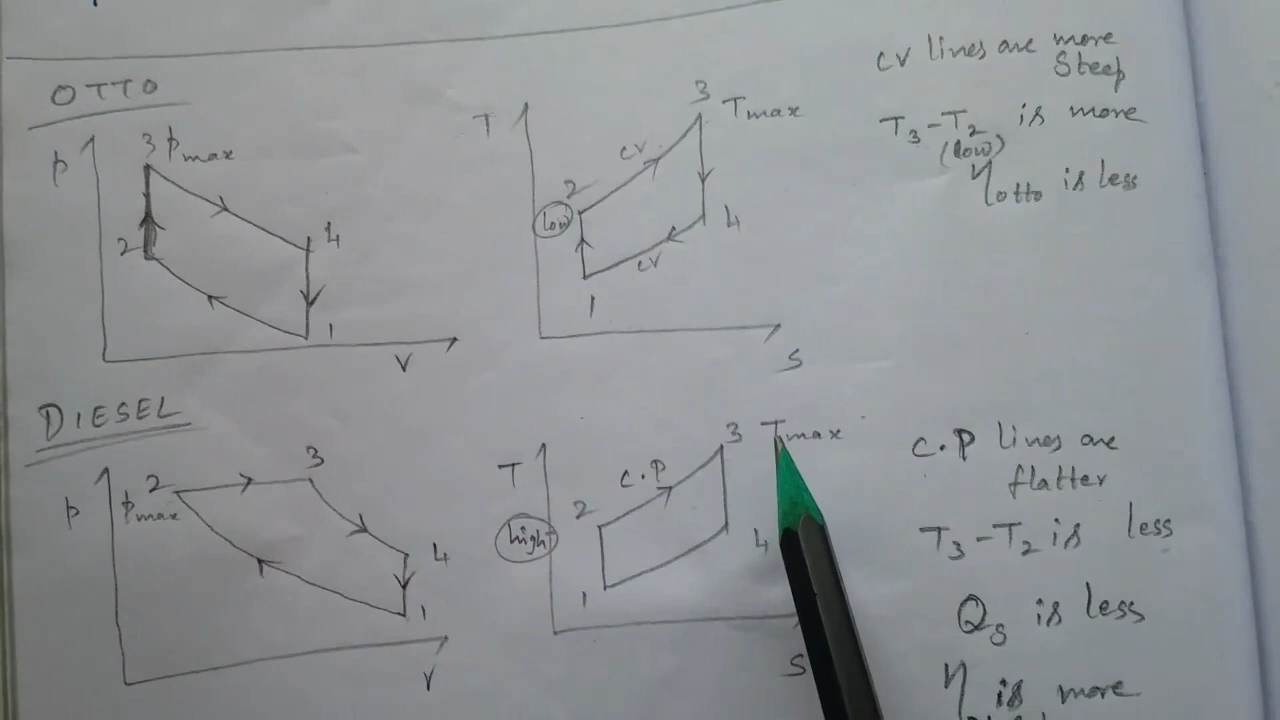 OTTO
p
3 pmax
2
4
1
V
T
3 Tmax
cv
2
low
4
cv
1
S
cv lines are more
Steep
T3-T2 is more
(low)
ηotto is less
DIESEL
p
2
3
pmax
4
1
V
T
3 Tmax
C.P
2
high
4
1
S
C.P lines are
flatter
T3-T2 is less
Qs is less
η is more